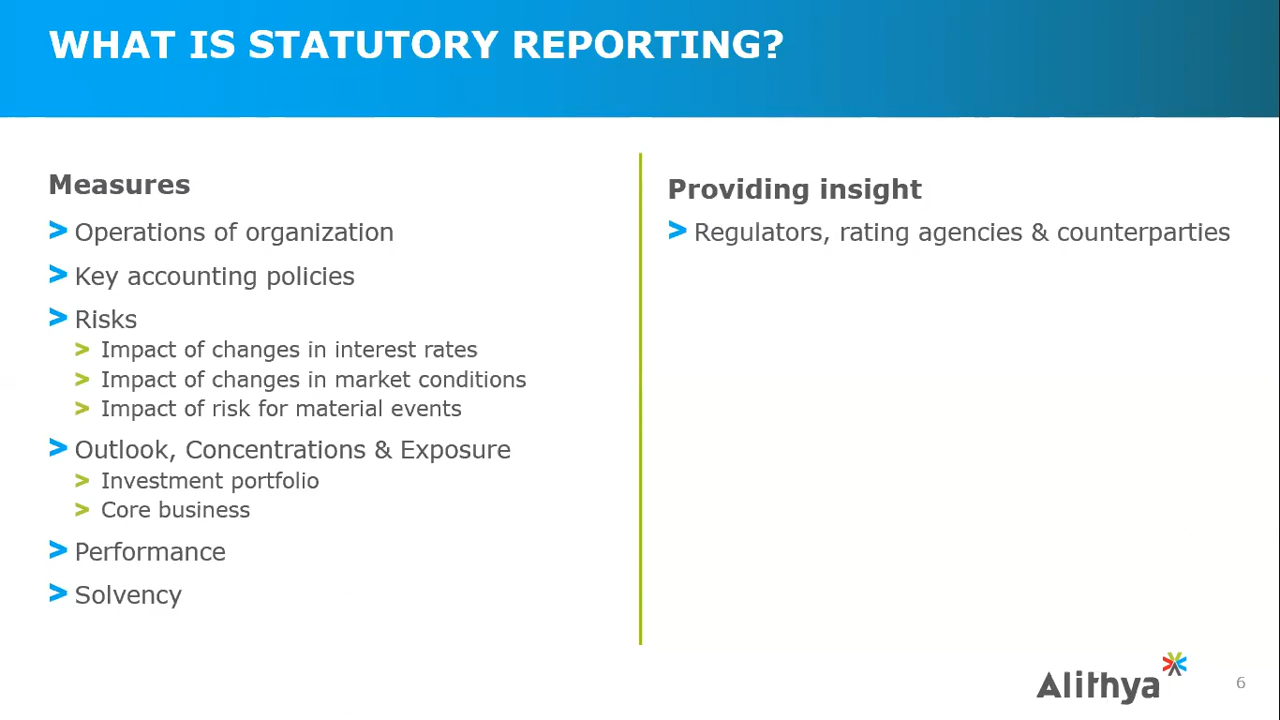 WHAT IS STATUTORY REPORTING?
Measures
> Operations of organization
> Key accounting policies
> Risks
> Impact of changes in interest rates
> Impact of changes in market conditions
> Impact of risk for material events
> Outlook, Concentrations & Exposure
> Investment portfolio
> Core business
> Performance
> Solvency
Providing insight
> Regulators, rating agencies & counterparties
Alithya
6